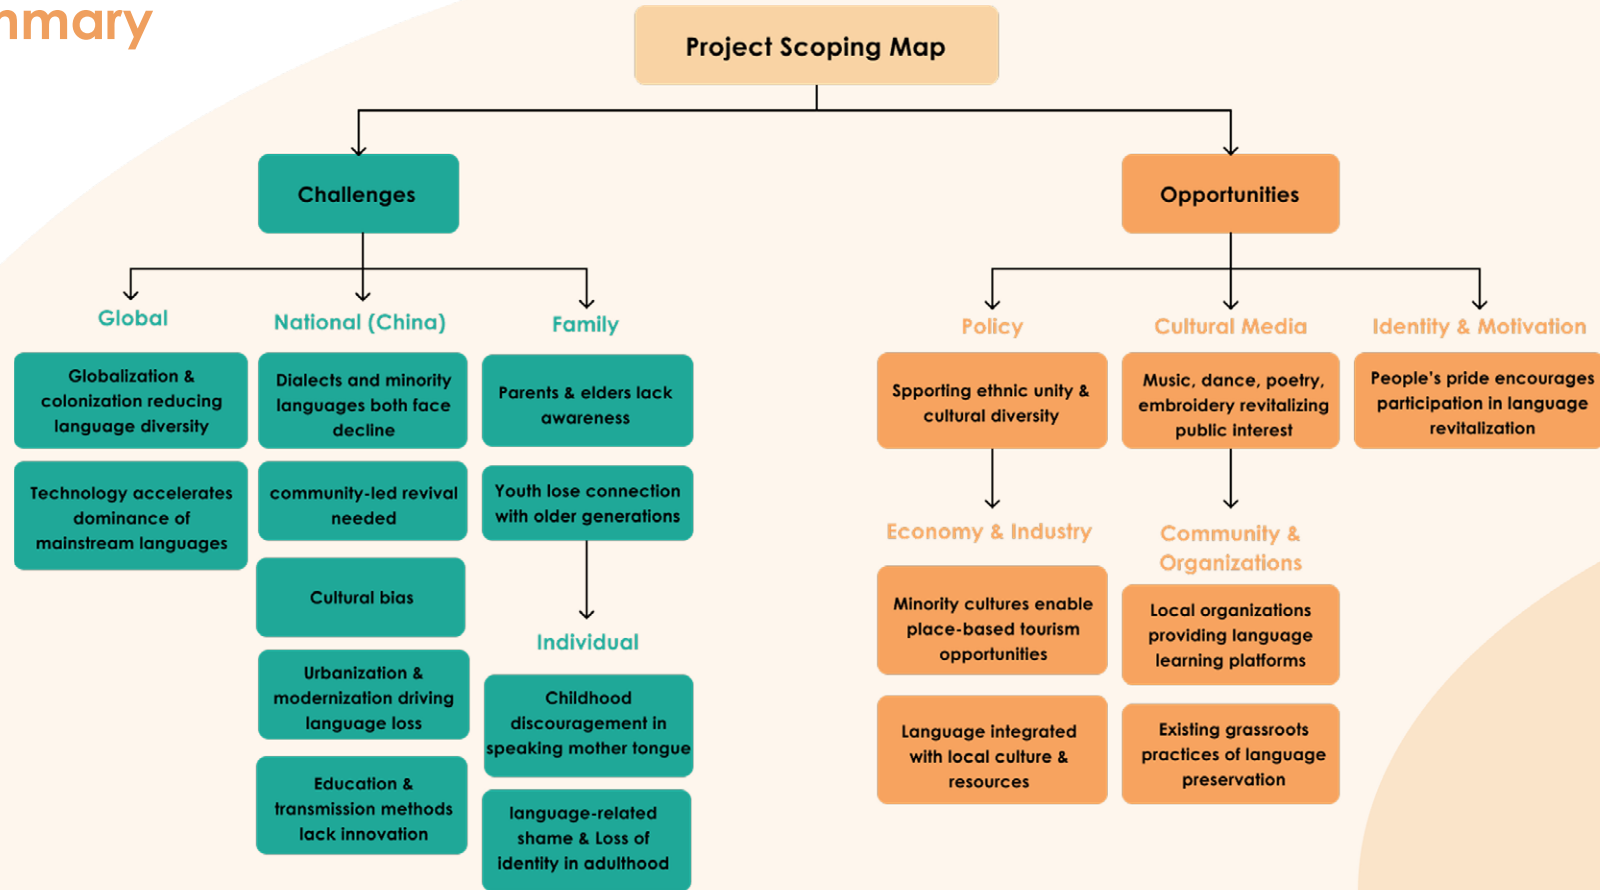 mmary
Project Scoping Map
Challenges
Opportunities
Global
Globalization &
colonization reducing
language diversity
Technology accelerates
dominance of
mainstream languages
National (China)
Dialects and minority
languages both face
decline
community-led revival
needed
Cultural bias
Urbanization &
modernization driving
language loss
Education &
transmission methods
lack innovation
Family
Parents & elders lack
awareness
Youth lose connection
with older generations
Individual
Childhood
discouragement in
speaking mother tongue
language-related
shame & Loss of
identity in adulthood
Policy
Spporting ethnic unity &
cultural diversity
Economy & Industry
Minority cultures enable
place-based tourism
opportunities
Language integrated
with local culture &
resources
Cultural Media
Music, dance, poetry,
embroidery revitalizing
public interest
Community &
Organizations
Local organizations
providing language
learning platforms
Existing grassroots
practices of language
preservation
Identity & Motivation
People's pride encourages
participation in language
revitalization